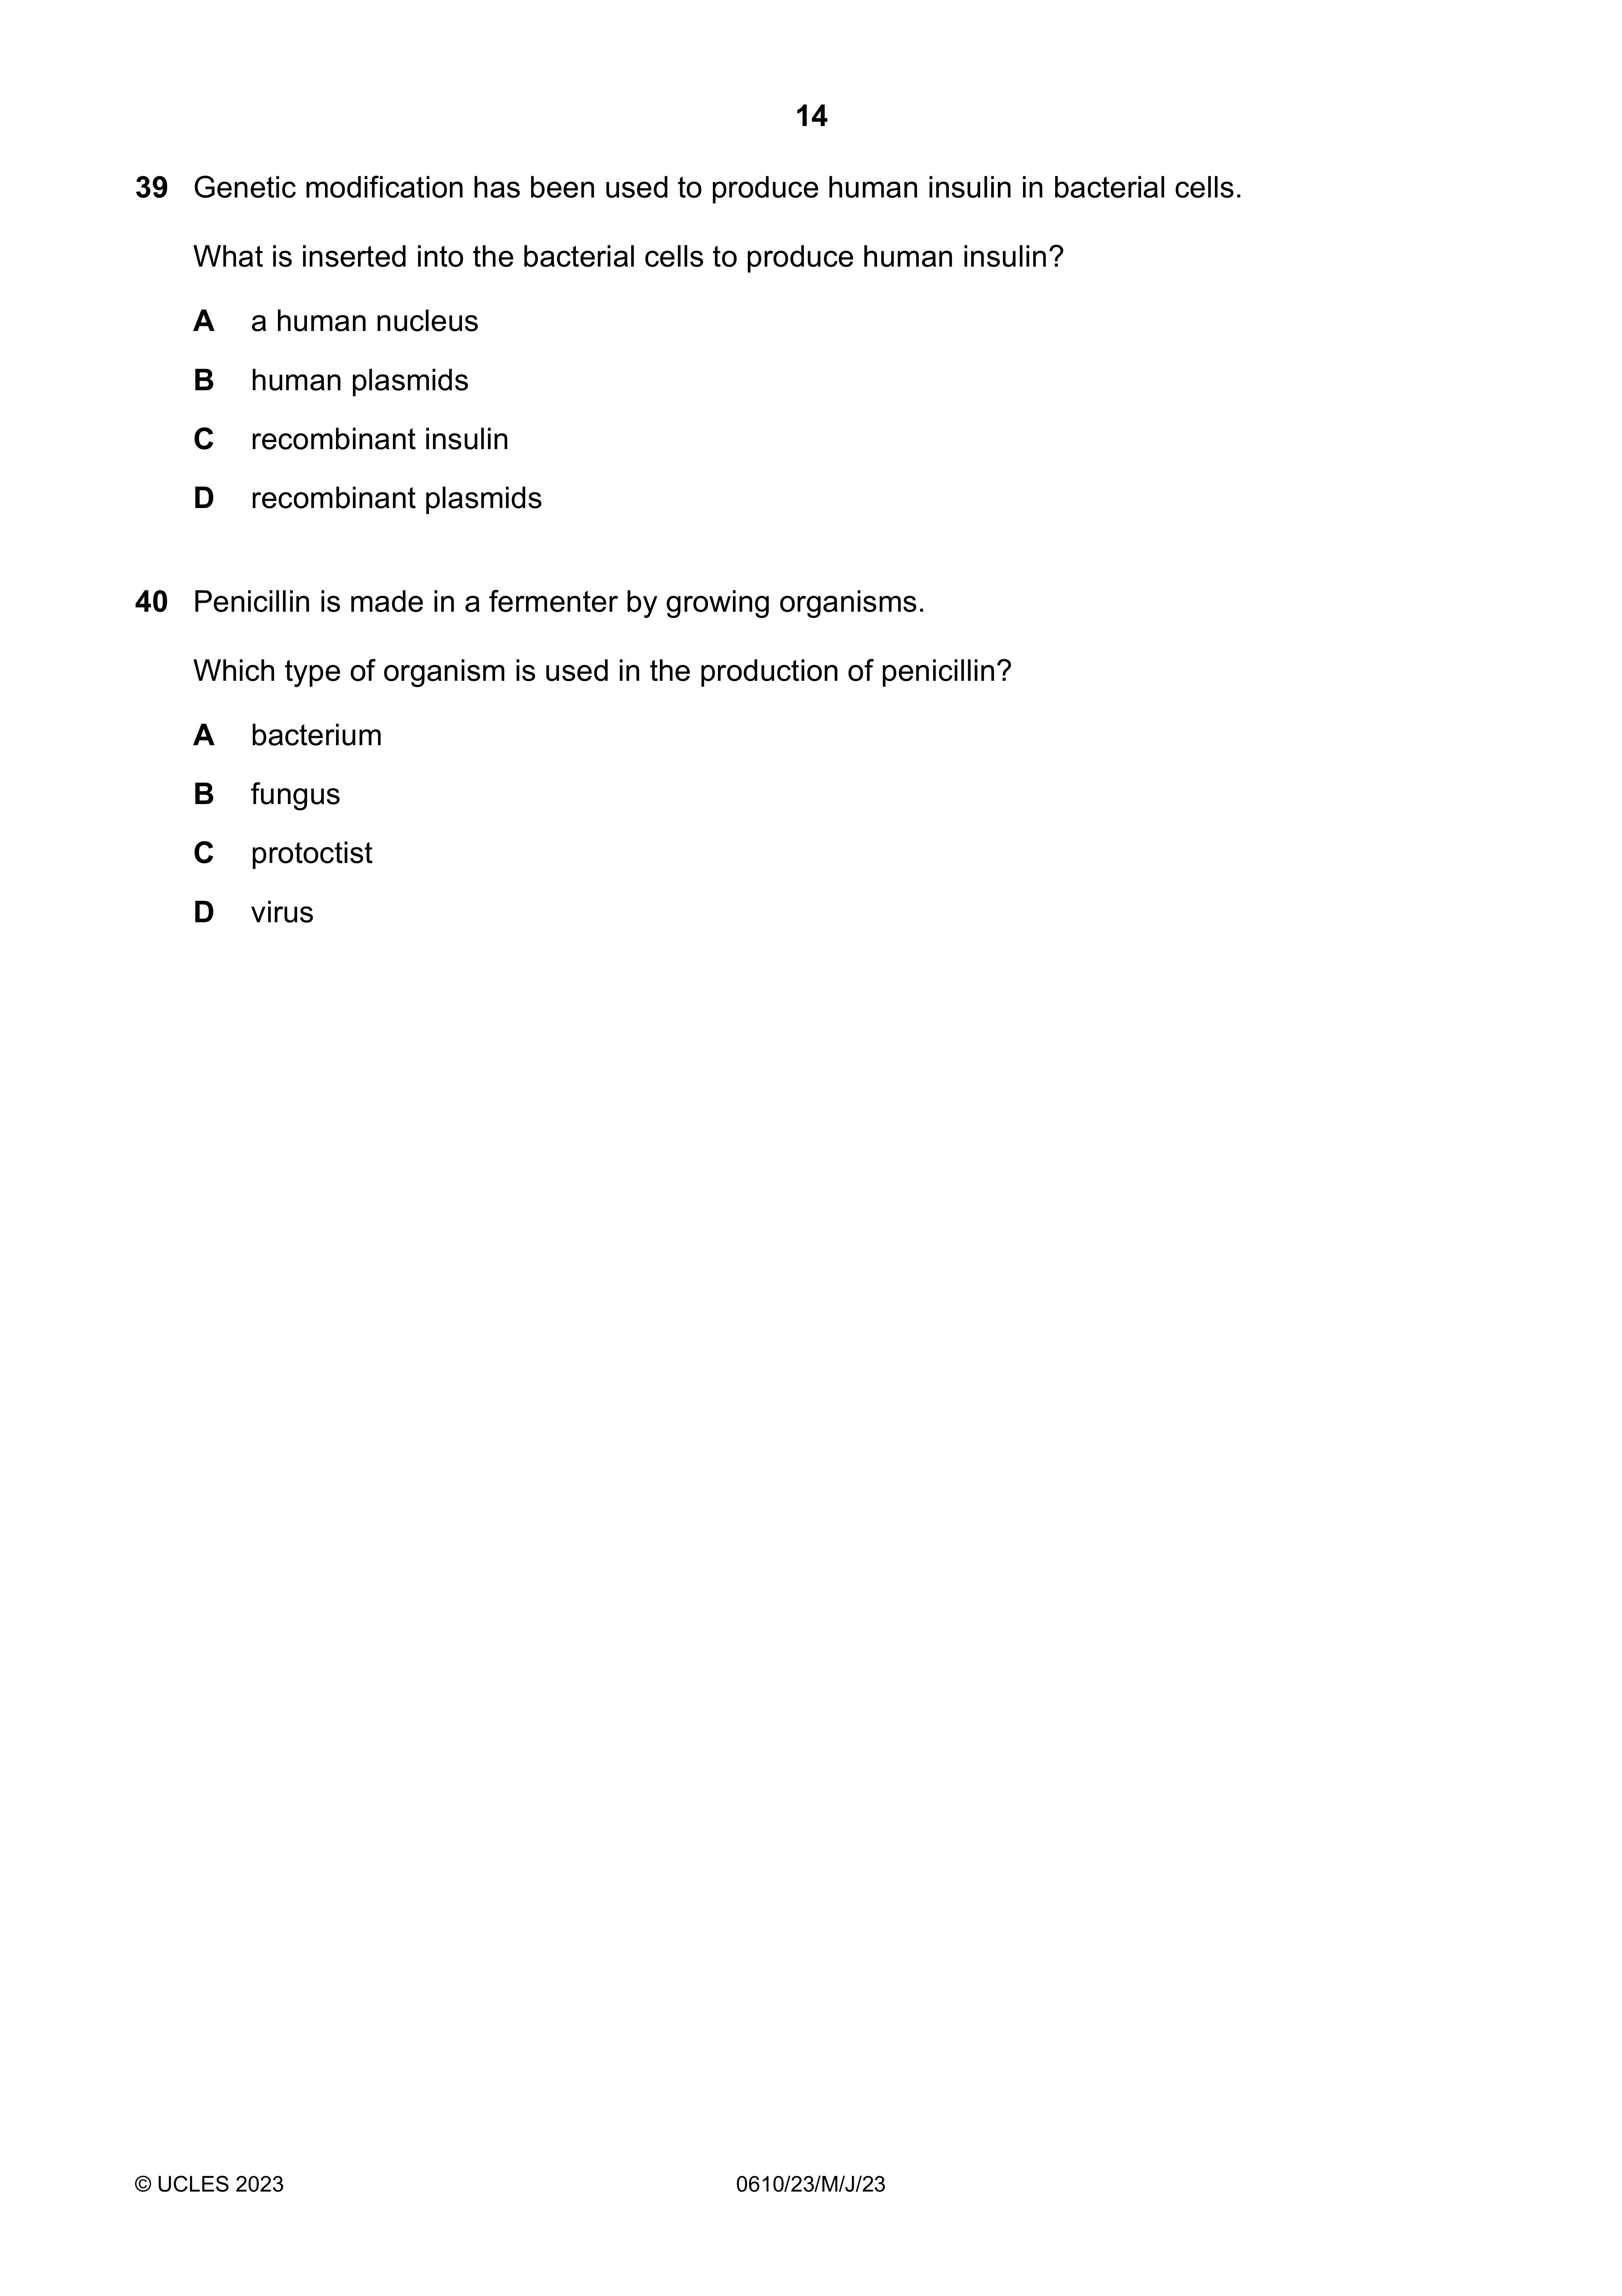 14
39 Genetic modification has been used to produce human insulin in bacterial cells.
What is inserted into the bacterial cells to produce human insulin?
A a human nucleus
B human plasmids
C recombinant insulin
D recombinant plasmids
40 Penicillin is made in a fermenter by growing organisms.
Which type of organism is used in the production of penicillin?
A bacterium
B fungus
C protoctist
D virus
© UCLES 2023 0610/23/M/J/23